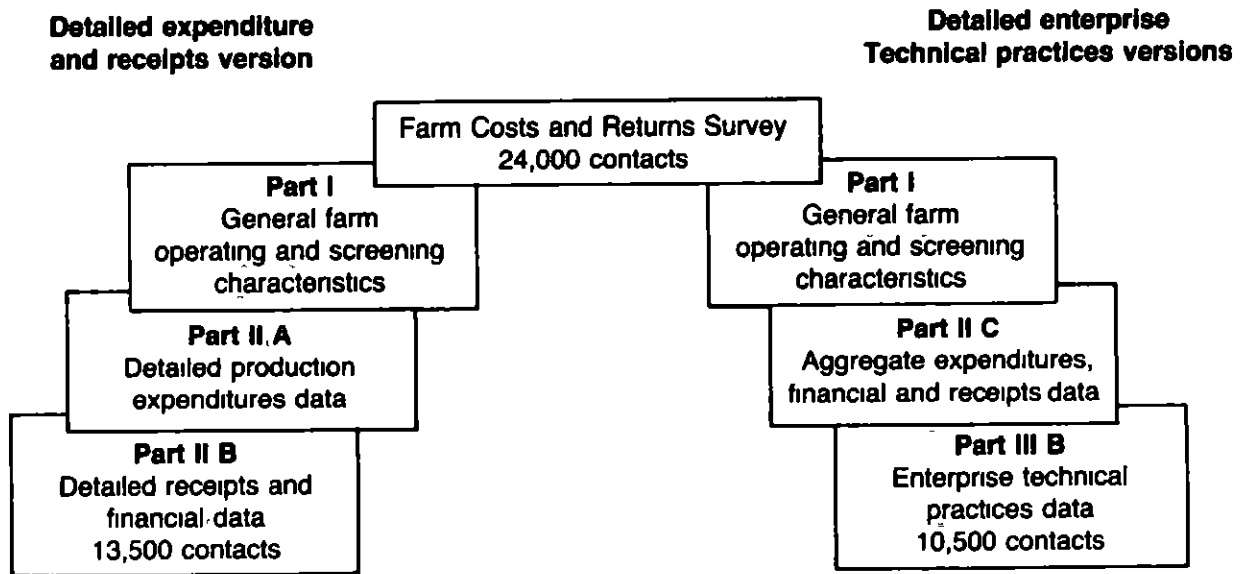 Detailed expenditure
and receipts version
Detailed enterprise
Technical practices versions
Farm Costs and Returns Survey
24,000 contacts
Part I
General farm
operating and screening
characteristics
Part I
General farm
operating and screening
characteristics
Part II. A
Detailed production
expenditures data
Part II C
Aggregate expenditures,
financial and receipts data
Part II B
Detailed receipts and
financial data
13,500 contacts
Part III B
Enterprise technical
practices data
10,500 contacts